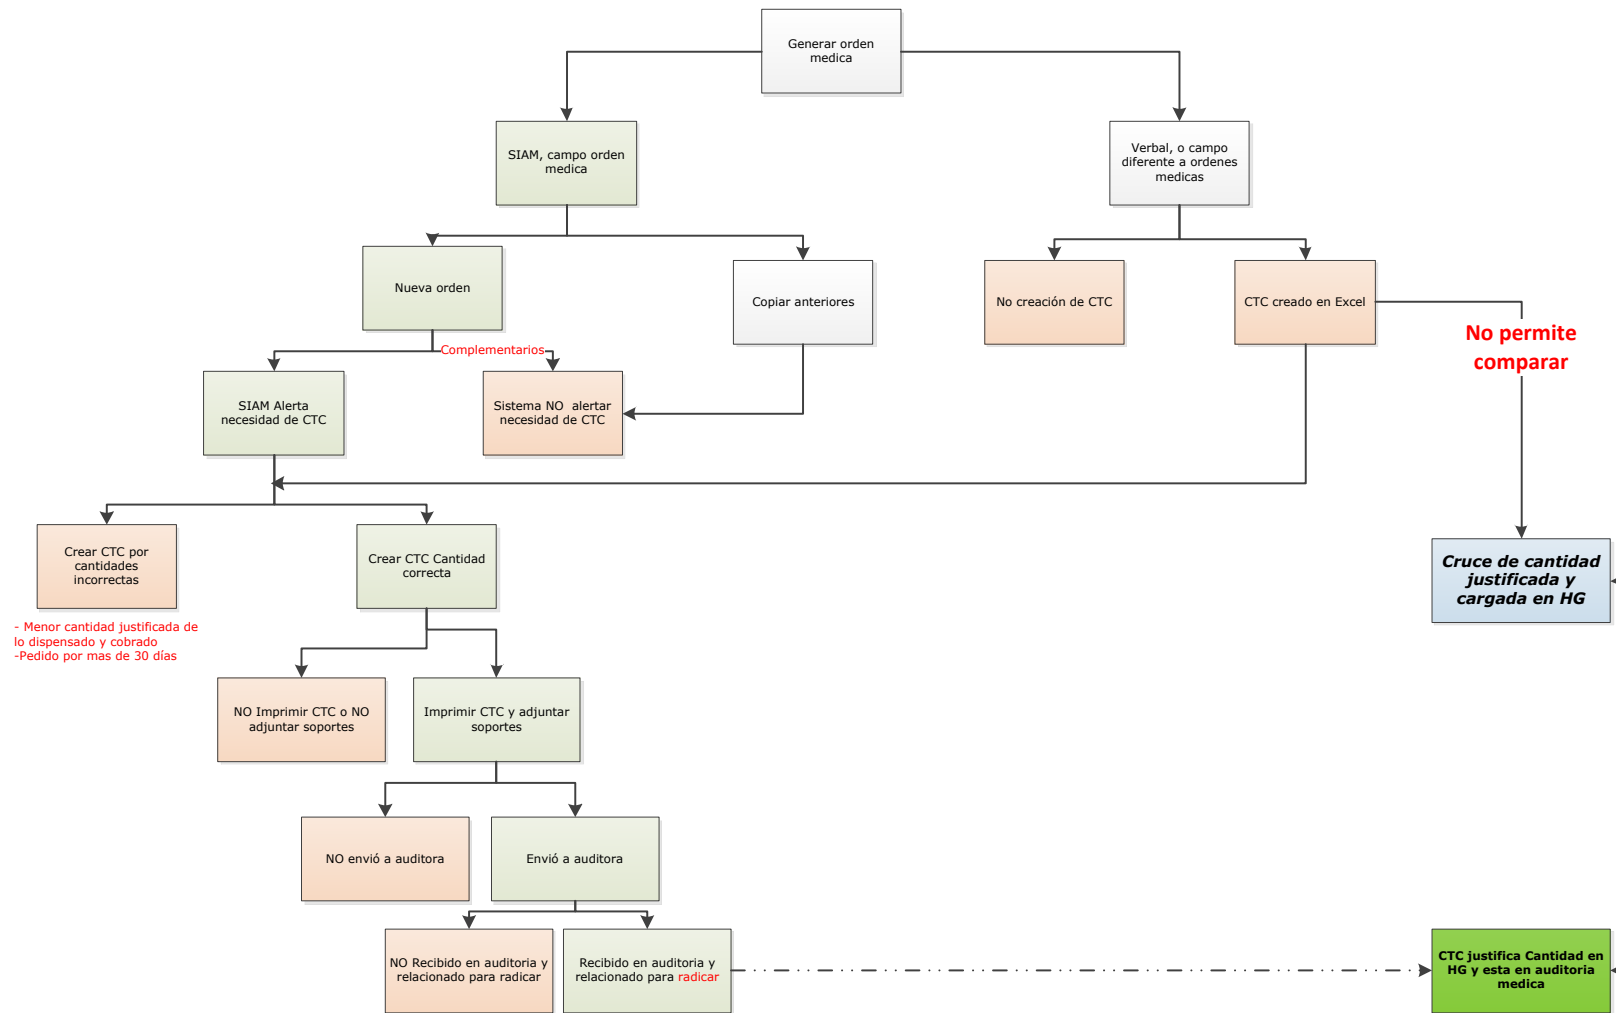 Generar orden
medica
SIAM, campo orden
medica
Verbal, o campo
diferente a ordenes
medicas
Nueva orden
Copiar anteriores
No creación de CTC
CTC creado en Excel
No permite
comparar
Complementarios
SIAM Alerta
necesidad de CTC
Sistema NO  alertar
necesidad de CTC
Crear CTC por
cantidades
incorrectas
Crear CTC Cantidad
correcta
Cruce de cantidad
justificada y
cargada en HG
- Menor cantidad justificada de
lo dispensado y cobrado
-Pedido por mas de 30 días
NO Imprimir CTC o NO
adjuntar soportes
Imprimir CTC y adjuntar
soportes
NO envió a auditora
Envió a auditora
NO Recibido en auditoria y
relacionado para radicar
Recibido en auditoria y
relacionado para radicar
CTC justifica Cantidad en
HG y esta en auditoria
medica